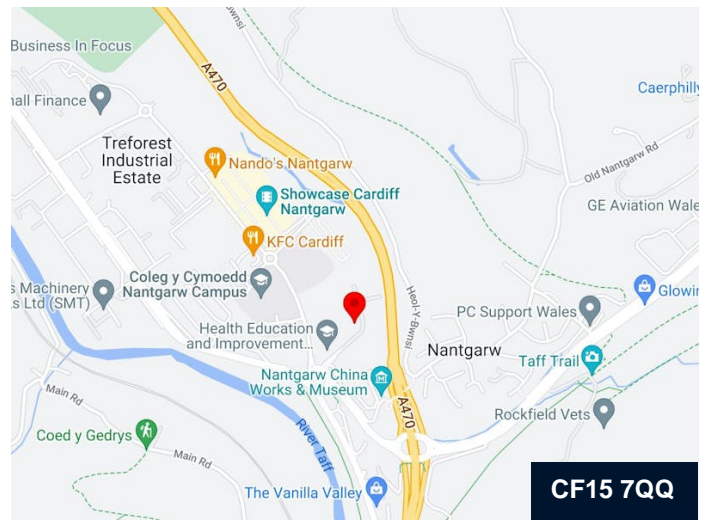 Business In Focus
A470
Caerphilly
all Finance
Treforest
Industrial
Estate
Old Nantgarw Rd
Nando's Nantgarw
GE Aviation Wale
Showcase Cardiff
Nantgarw
KFC Cardiff
Coleg y Cymoedd
Nantgarw Campus
s Machinery
s Ltd (SMT)
Heol-Y-Bwnsi
Glowin
PC Support Wales
Health Education
and Improvement...
Nantgarw
Taff Trail
Nantgarw China
Works & Museum
Main Rd
A470
Rockfield Vets
Coed y Gedrys
River Taff
Main Rd
The Vanilla Valley
CF15 7QQ